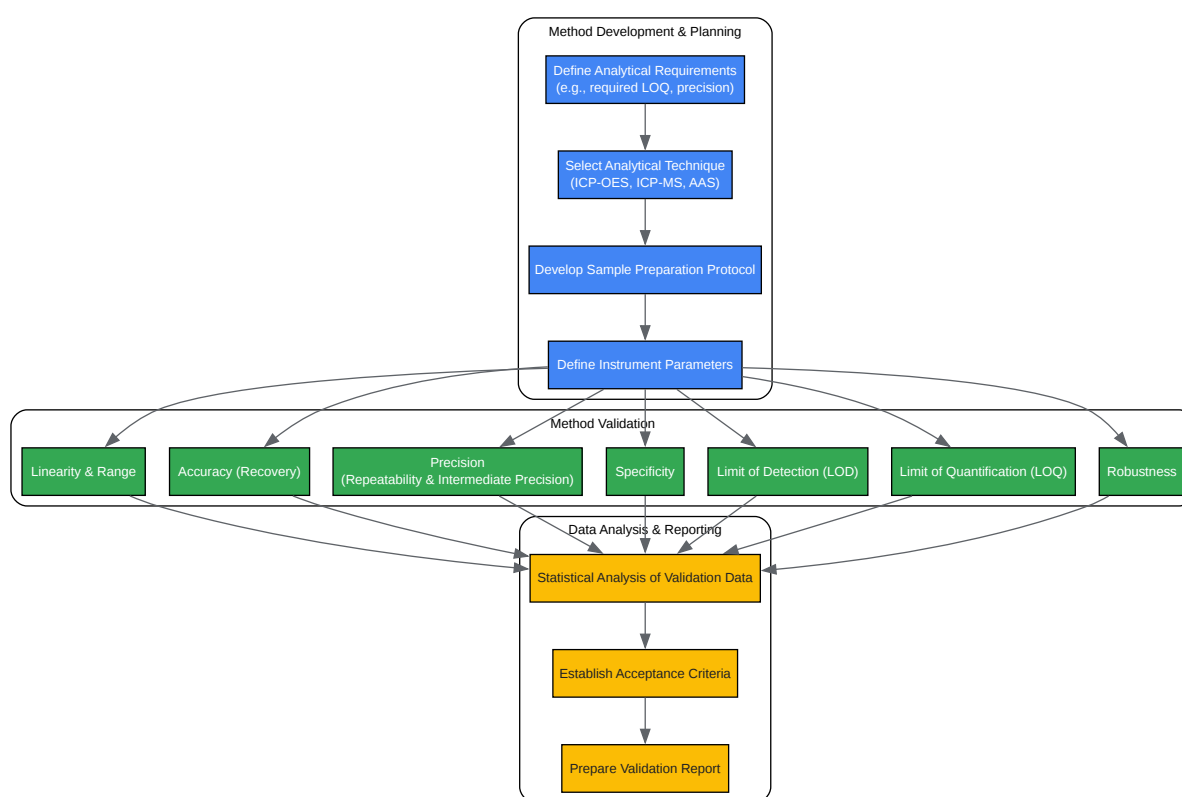 Method Development & Planning
Define Analytical Requirements
(e.g., required LOQ, precision)
Select Analytical Technique
(ICP-OES, ICP-MS, AAS)
Develop Sample Preparation Protocol
Define Instrument Parameters
Method Validation
Linearity & Range
Accuracy (Recovery)
Precision
(Repeatability & Intermediate Precision)
Specificity
Limit of Detection (LOD)
Limit of Quantification (LOQ)
Robustness
Data Analysis & Reporting
Statistical Analysis of Validation Data
Establish Acceptance Criteria
Prepare Validation Report